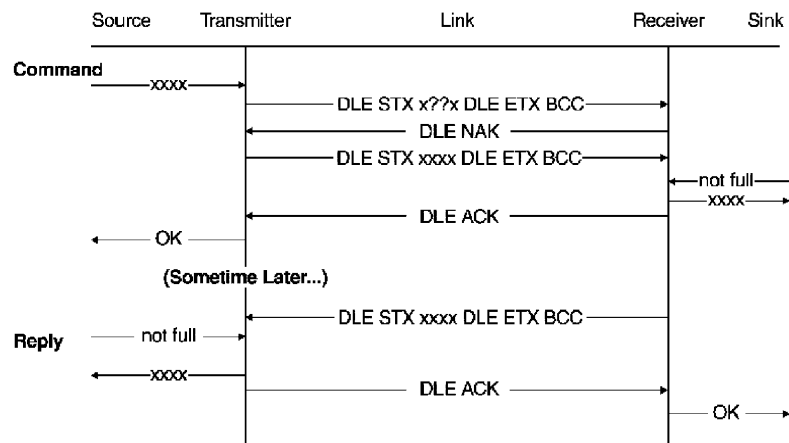 Source Transmitter Link Receiver Sink
Command
xxxx
DLE STX x??x DLE ETX BCC
DLE NAK
DLE STX xxxx DLE ETX BCC
not full
xxxx
DLE ACK
OK
(Sometime Later...)
DLE STX xxxx DLE ETX BCC
Reply
not full
xxxx
DLE ACK
OK